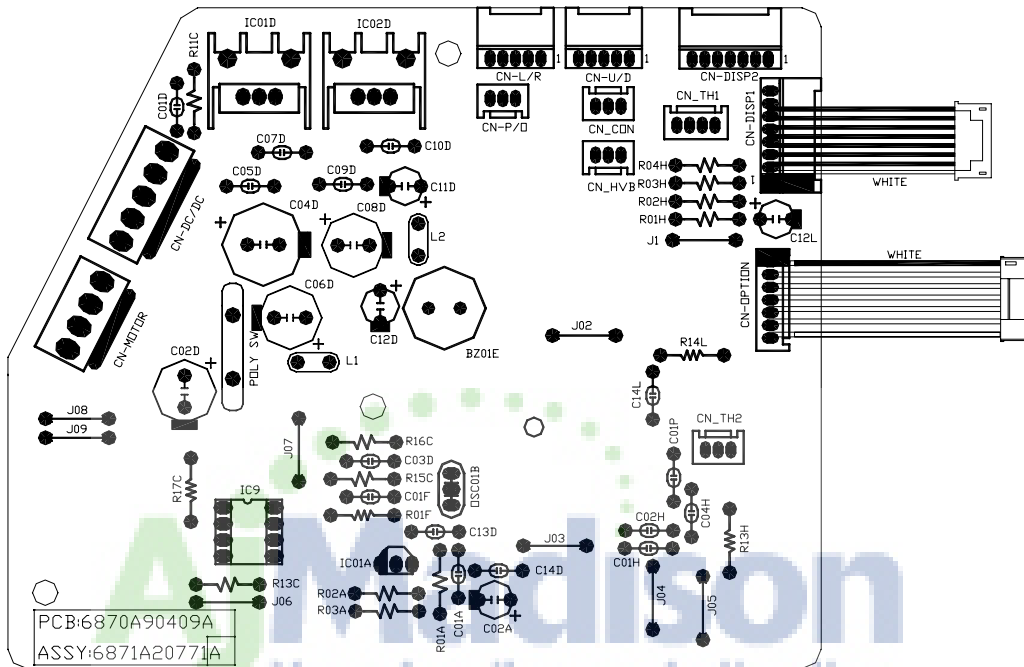 IC01D
IC02D
R11C
C01D
1
1
1
CN-L/R
CN-U/D
CN-DISP2
CN-P/O
CN_CON
CN_TH1
CN-DISP1
C07D
C10D
CN_HVB
R04H
C05D
C09D
C11D
R03H
1
WHITE
R02H
C04D
C08D
R01H
CN-DC/DC
L2
J1
C12L
WHITE
C06D
CN-OPTION
CN-MOTOR
POLY SW
C12D
BZ01E
J02
R14L
C02D
L1
C14L
J08
J09
J07
R16C
C01P
CN_TH2
C03D
R17C
IC9
R15C
OSC01B
C01F
R01F
C13D
C02H
C04H
R13H
J03
C01H
IC01A
C14D
R13C
R02A
J06
R03A
R01A
C01A
C02A
J04
J05
PCB:6870A90409A
ASSY:6871A20771A
AjMadison